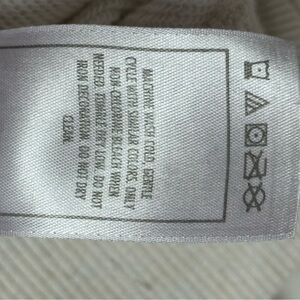 MACHINE WASH COLD, GENTLE
CYCLE WITH SIMILAR COLORS. ONLY
NON-CHLORINE BLEACH WHEN
NEEDED. TUMBLE DRY LOW. DO NOT
IRON DECORATION. DO NOT DRY
CLEAN.